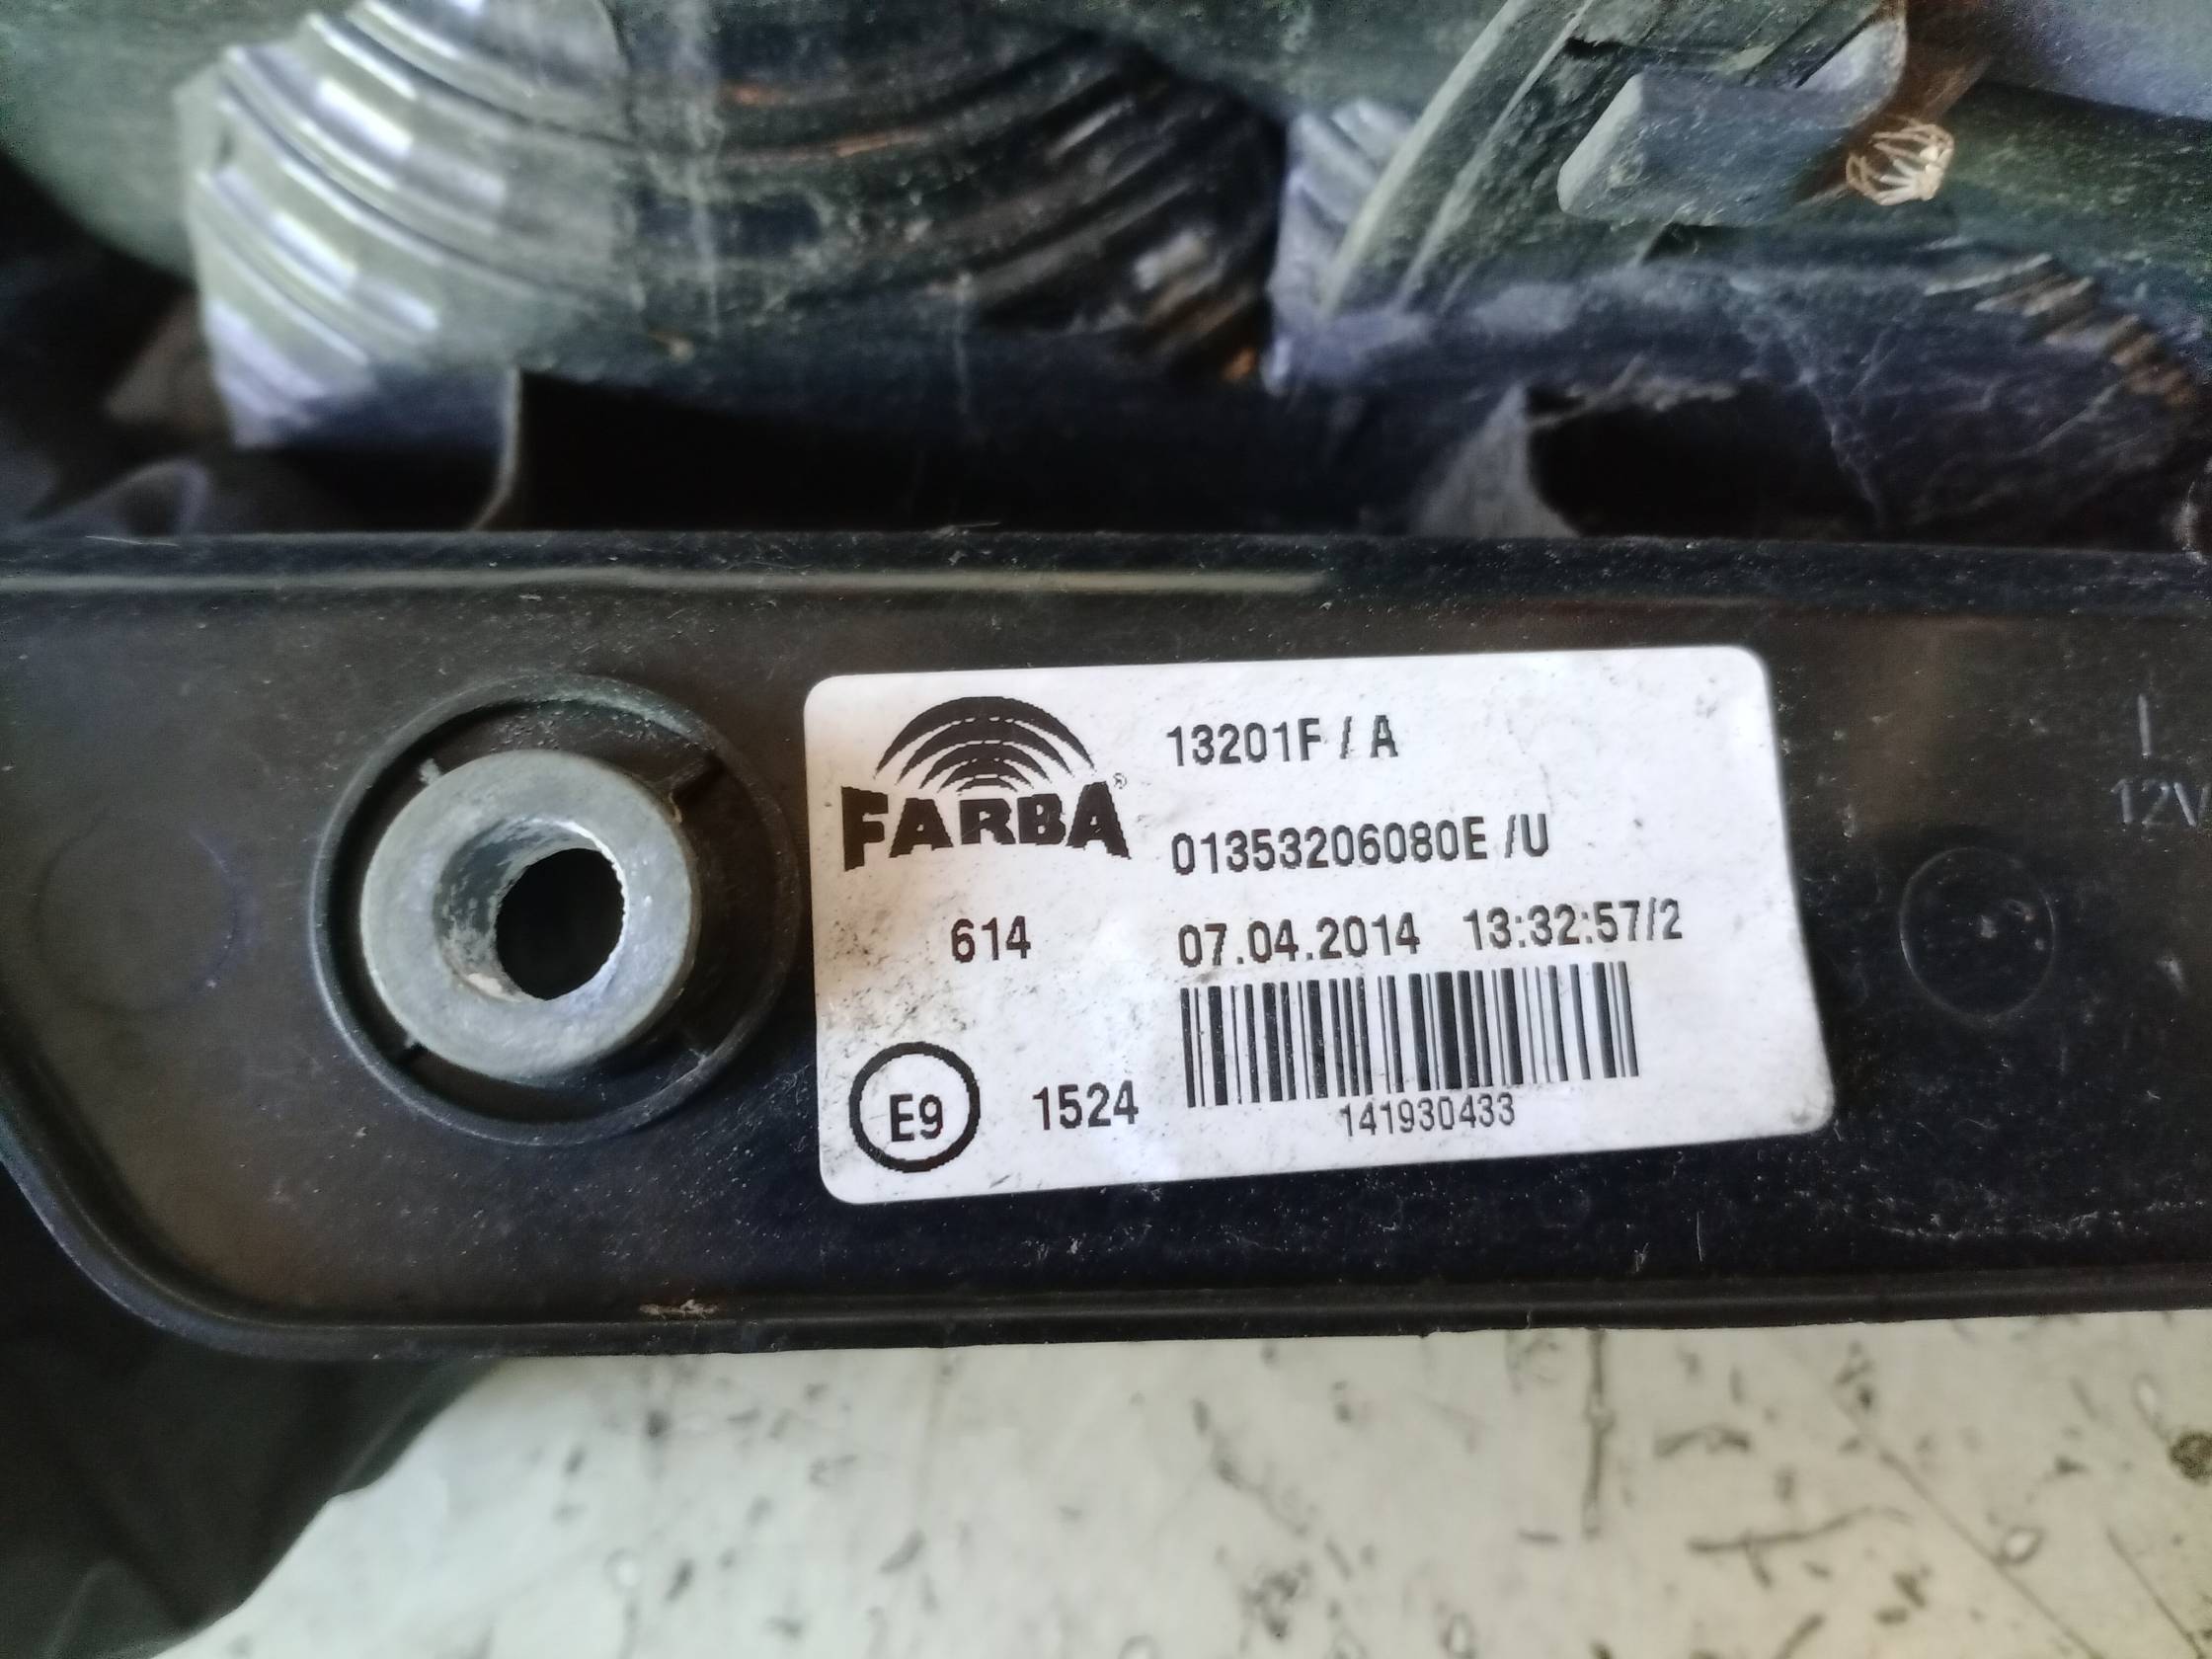 FARBA®
13201F / A
01353206080E /U
614
07.04.2014 13:32:57/2
E9
1524
141930433
12V